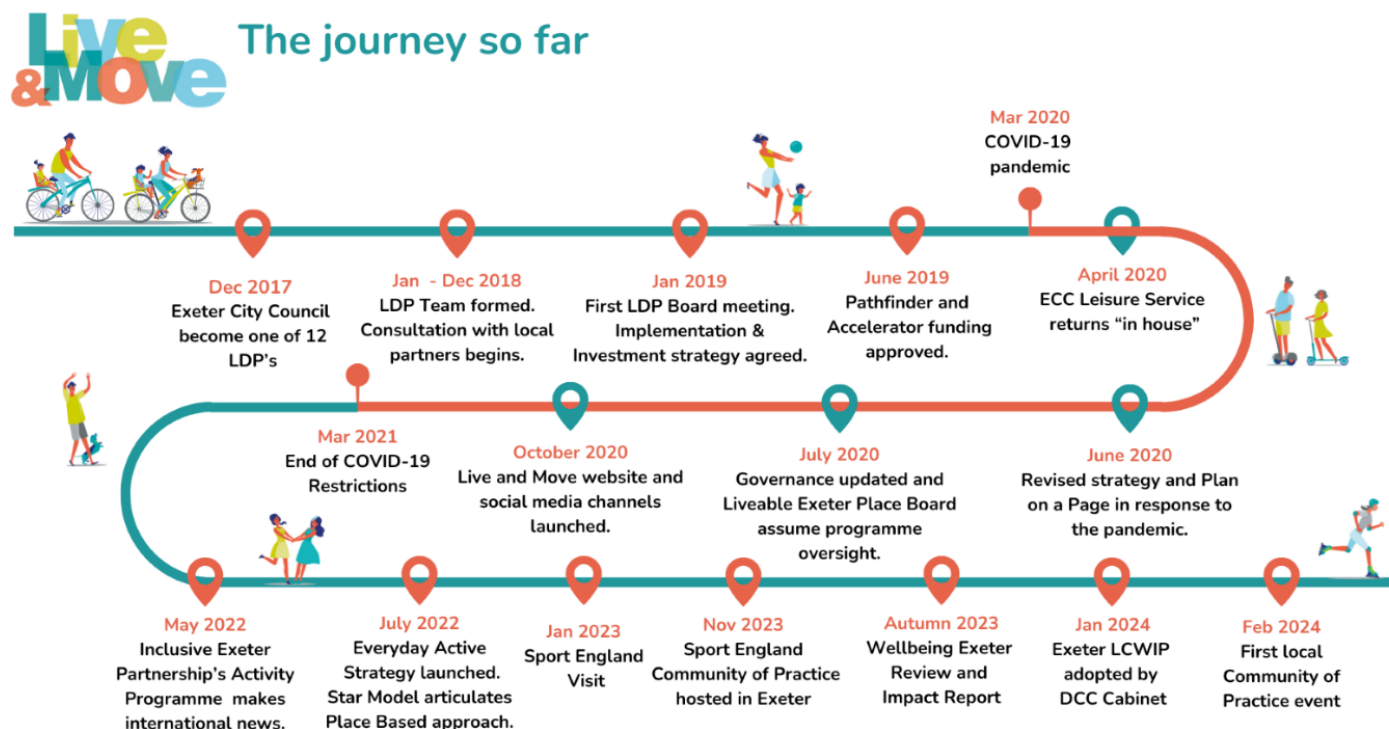 Live
&Move
The journey so far
Mar 2020
COVID-19
pandemic
Dec 2017
Exeter City Council
become one of 12
LDP's
Jan - Dec 2018
LDP Team formed.
Consultation with local
partners begins.
Jan 2019
First LDP Board meeting.
Implementation &
Investment strategy agreed.
June 2019
Pathfinder and
Accelerator funding
approved.
April 2020
ECC Leisure Service
returns "in house"
Mar 2021
End of COVID-19
Restrictions
October 2020
Live and Move website and
social media channels
launched.
July 2020
Governance updated and
Liveable Exeter Place Board
assume programme
oversight.
June 2020
Revised strategy and Plan
on a Page in response to
the pandemic.
May 2022
Inclusive Exeter
Partnership's Activity
Programme makes
international news.
July 2022
Everyday Active
Strategy launched.
Star Model articulates
Place Based approach.
Jan 2023
Sport England
Visit
Nov 2023
Sport England
Community of Practice
hosted in Exeter
Autumn 2023
Wellbeing Exeter
Review and
Impact Report
Jan 2024
Exeter LCWIP
adopted by
DCC Cabinet
Feb 2024
First local
Community of
Practice event